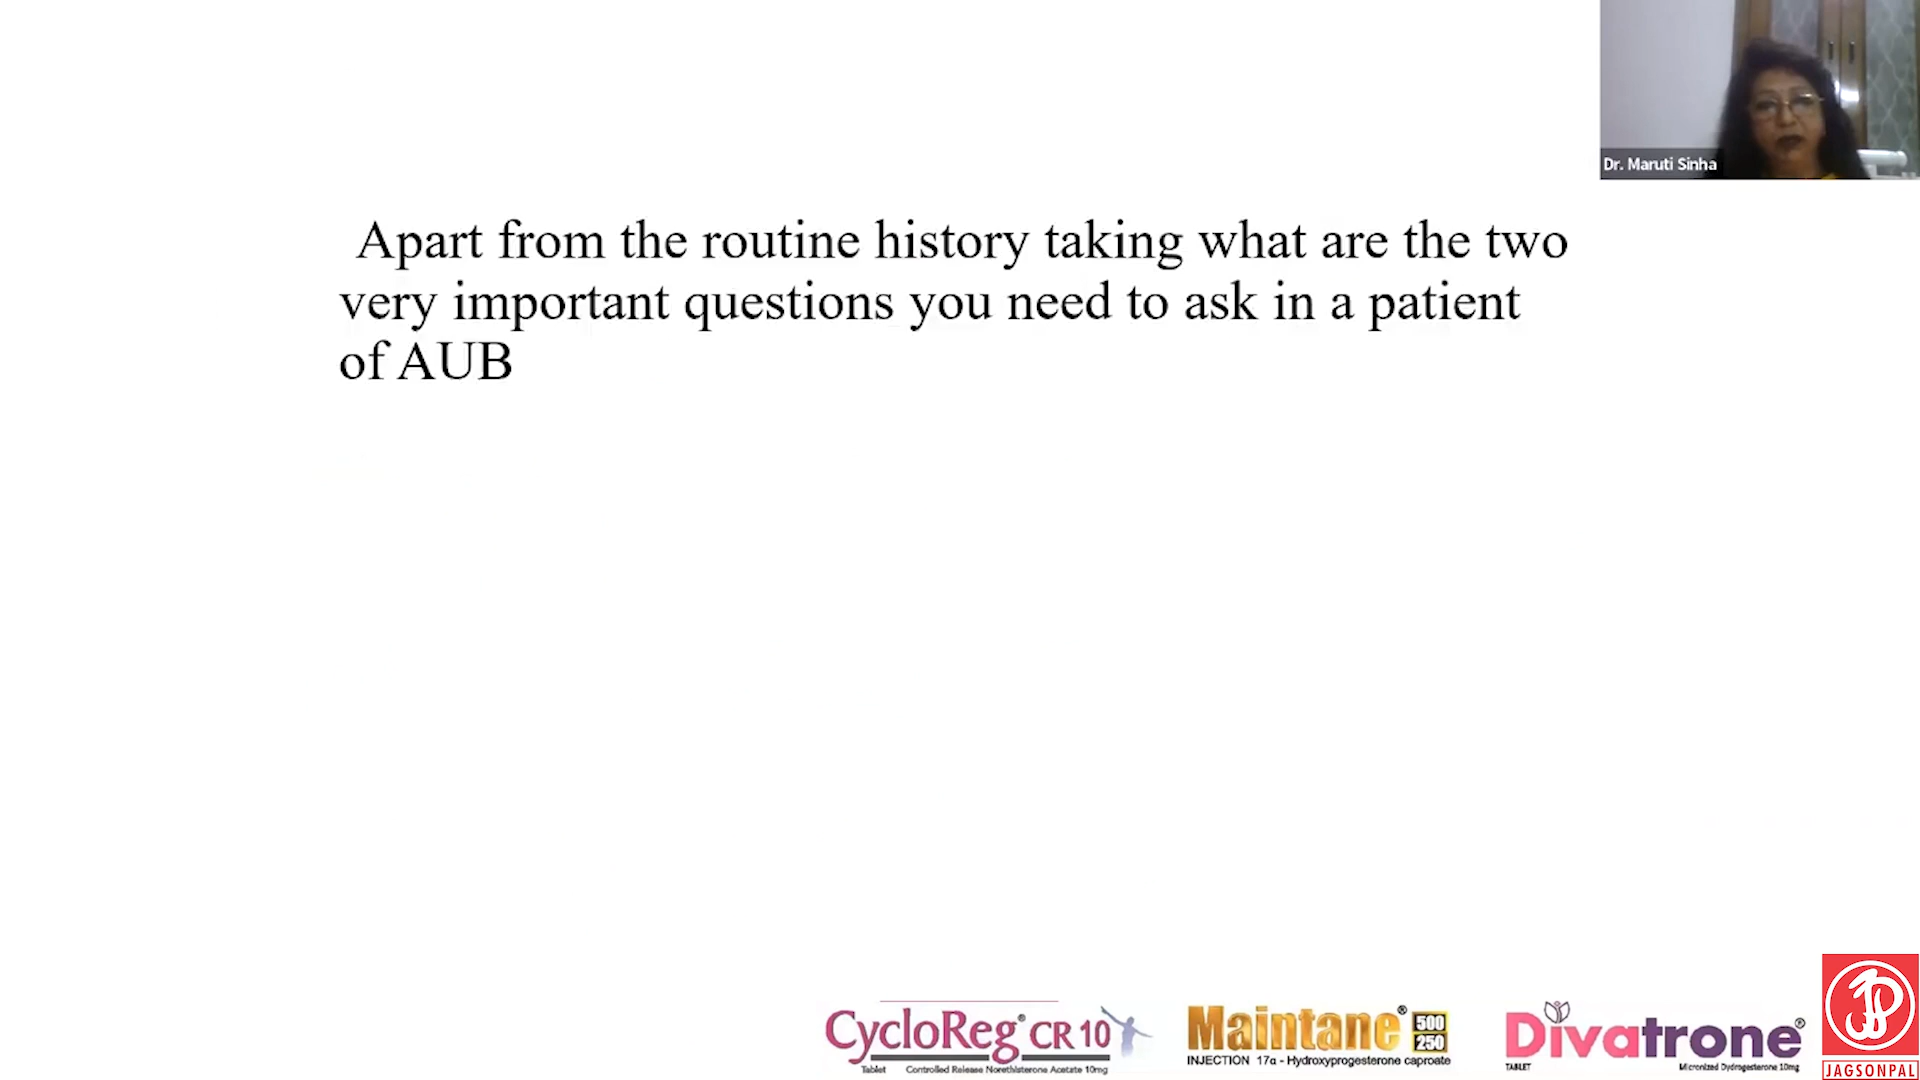 Dr. Maruti Sinha
Apart from the routine history taking what are the two
very important questions you need to ask in a patient
of AUB
CycloReg® CR 10
Tablet Controlled Release Norethisterone Acetate 10mg
Maintane® 500 250
INJECTION 17α - Hydroxyprogesterone caproate
Divatrone®
TABLET Micronized Dydrogesterone 10mg
JAGSONPAL